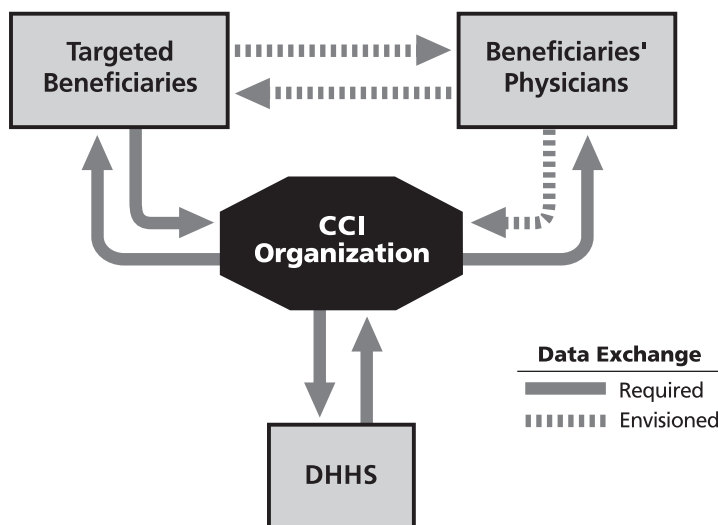 Targeted
Beneficiaries
Beneficiaries'
Physicians
CCI
Organization
Data Exchange
Required
Envisioned
DHHS